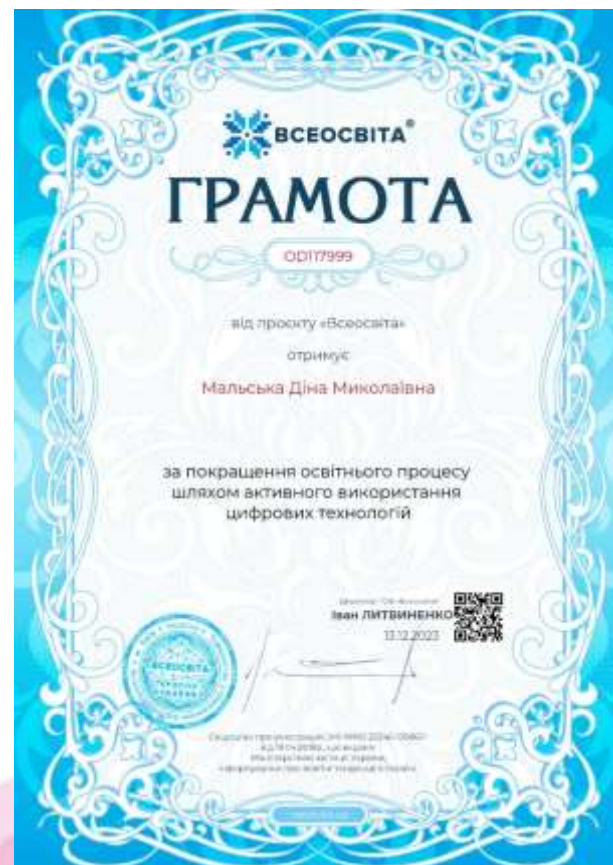 ВСЕОСВІТА®
ГРАМОТА
OD117999
від проєкту «Всеосвіта»
отримує
Мальська Діна Миколаївна
за покращення освітнього процесу
шляхом активного використання
цифрових технологій
Іван ЛИТВИНЕНКО
13.12.2023
ВСЕОСВІТА